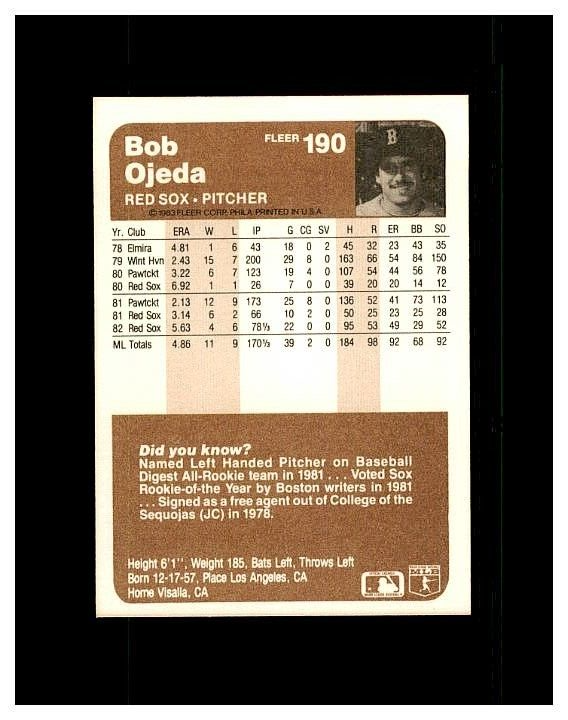 Bob
Ojeda
FLEER 190
RED SOX • PITCHER
© 1983 FLEER CORP. PHILA. PRINTED IN U.S.A.
B
Yr. Club ERA W L IP G CG SV H R ER BB SO
78 Elmira 4.81 1 6 43 18 0 2 45 32 23 43 35
79 Wint Hvn 2.43 15 7 200 29 8 0 163 66 54 84 150
80 Pawtckt 3.22 6 7 123 19 4 0 107 54 44 56 78
80 Red Sox 6.92 1 1 26 7 0 0 39 20 20 14 12
81 Pawtckt 2.13 12 9 173 25 8 0 136 52 41 73 113
81 Red Sox 3.14 6 2 66 10 2 0 50 25 23 25 28
82 Red Sox 5.63 4 6 78⅓ 22 0 0 95 53 49 29 52
ML Totals 4.86 11 9 170⅓ 39 2 0 184 98 92 68 92
Did you know?
Named Left Handed Pitcher on Baseball
Digest All-Rookie team in 1981 . . . Voted Sox
Rookie-of-the Year by Boston writers in 1981
. . . Signed as a free agent out of College of the
Sequojas (JC) in 1978.
Height 6'1'', Weight 185, Bats Left, Throws Left
Born 12-17-57, Place Los Angeles, CA
Home Visalia, CA
MLB